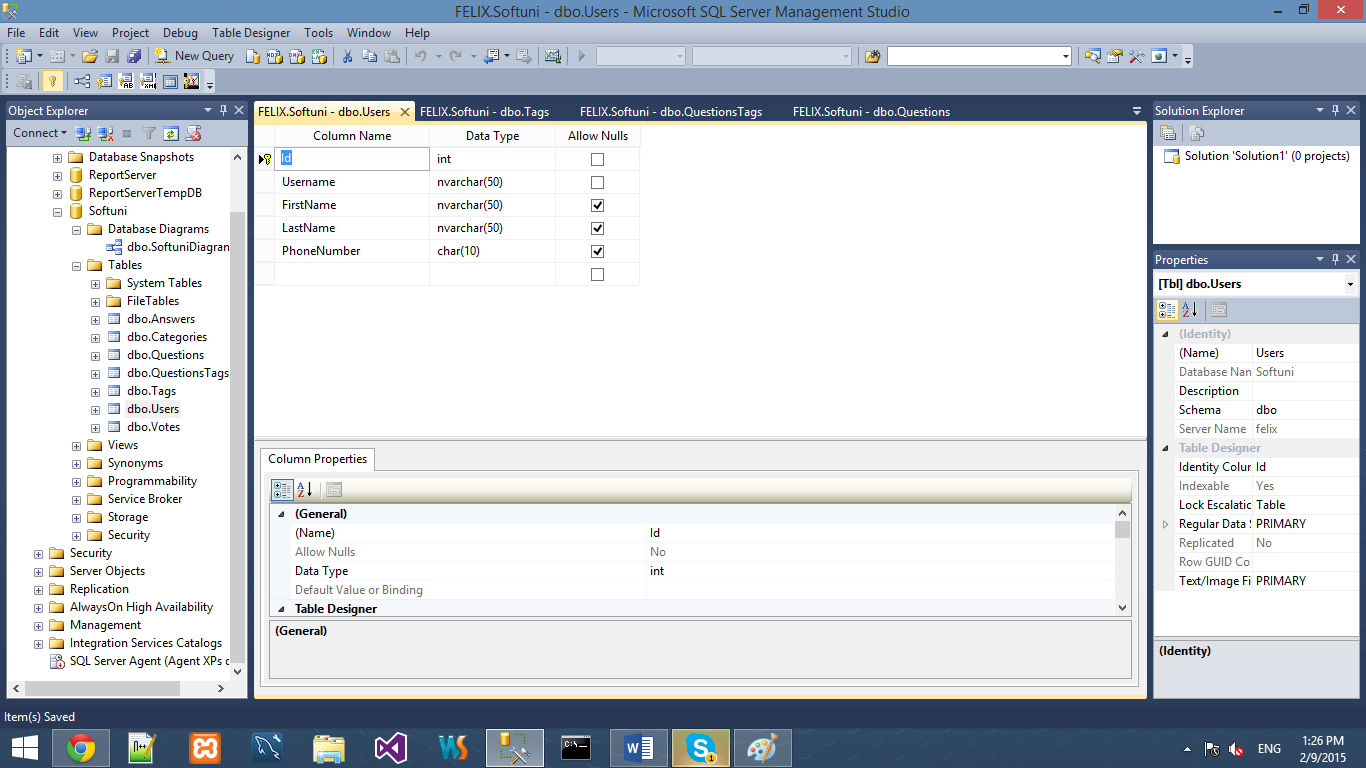 FELIX.Softuni - dbo.Users - Microsoft SQL Server Management Studio
File Edit View Project Debug Table Designer Tools Window Help
New Query
Object Explorer
Connect
Database Snapshots
ReportServer
ReportServerTempDB
Softuni
Database Diagrams
dbo.SoftuniDiagran
Tables
System Tables
FileTables
dbo.Answers
dbo.Categories
dbo.Questions
dbo.QuestionsTags
dbo.Tags
dbo.Users
dbo.Votes
Views
Synonyms
Programmability
Service Broker
Storage
Security
Security
Server Objects
Replication
AlwaysOn High Availability
Management
Integration Services Catalogs
SQL Server Agent (Agent XPs d
FELIX.Softuni - dbo.Users FELIX.Softuni - dbo.Tags FELIX.Softuni - dbo.QuestionsTags FELIX.Softuni - dbo.Questions
Column Name Data Type Allow Nulls
Id int
Username nvarchar(50)
FirstName nvarchar(50)
LastName nvarchar(50)
PhoneNumber char(10)
Column Properties
(General)
(Name) Id
Allow Nulls No
Data Type int
Default Value or Binding
Table Designer
(General)
Solution Explorer
Solution 'Solution1' (0 projects)
Properties
[Tbl] dbo.Users
(Identity)
(Name) Users
Database Nan Softuni
Description
Schema dbo
Server Name felix
Table Designer
Identity Colur Id
Indexable Yes
Lock Escalatic Table
Regular Data S PRIMARY
Replicated No
Row GUID Co
Text/Image Fi PRIMARY
(Identity)
Item(s) Saved
ENG
1:26 PM
2/9/2015